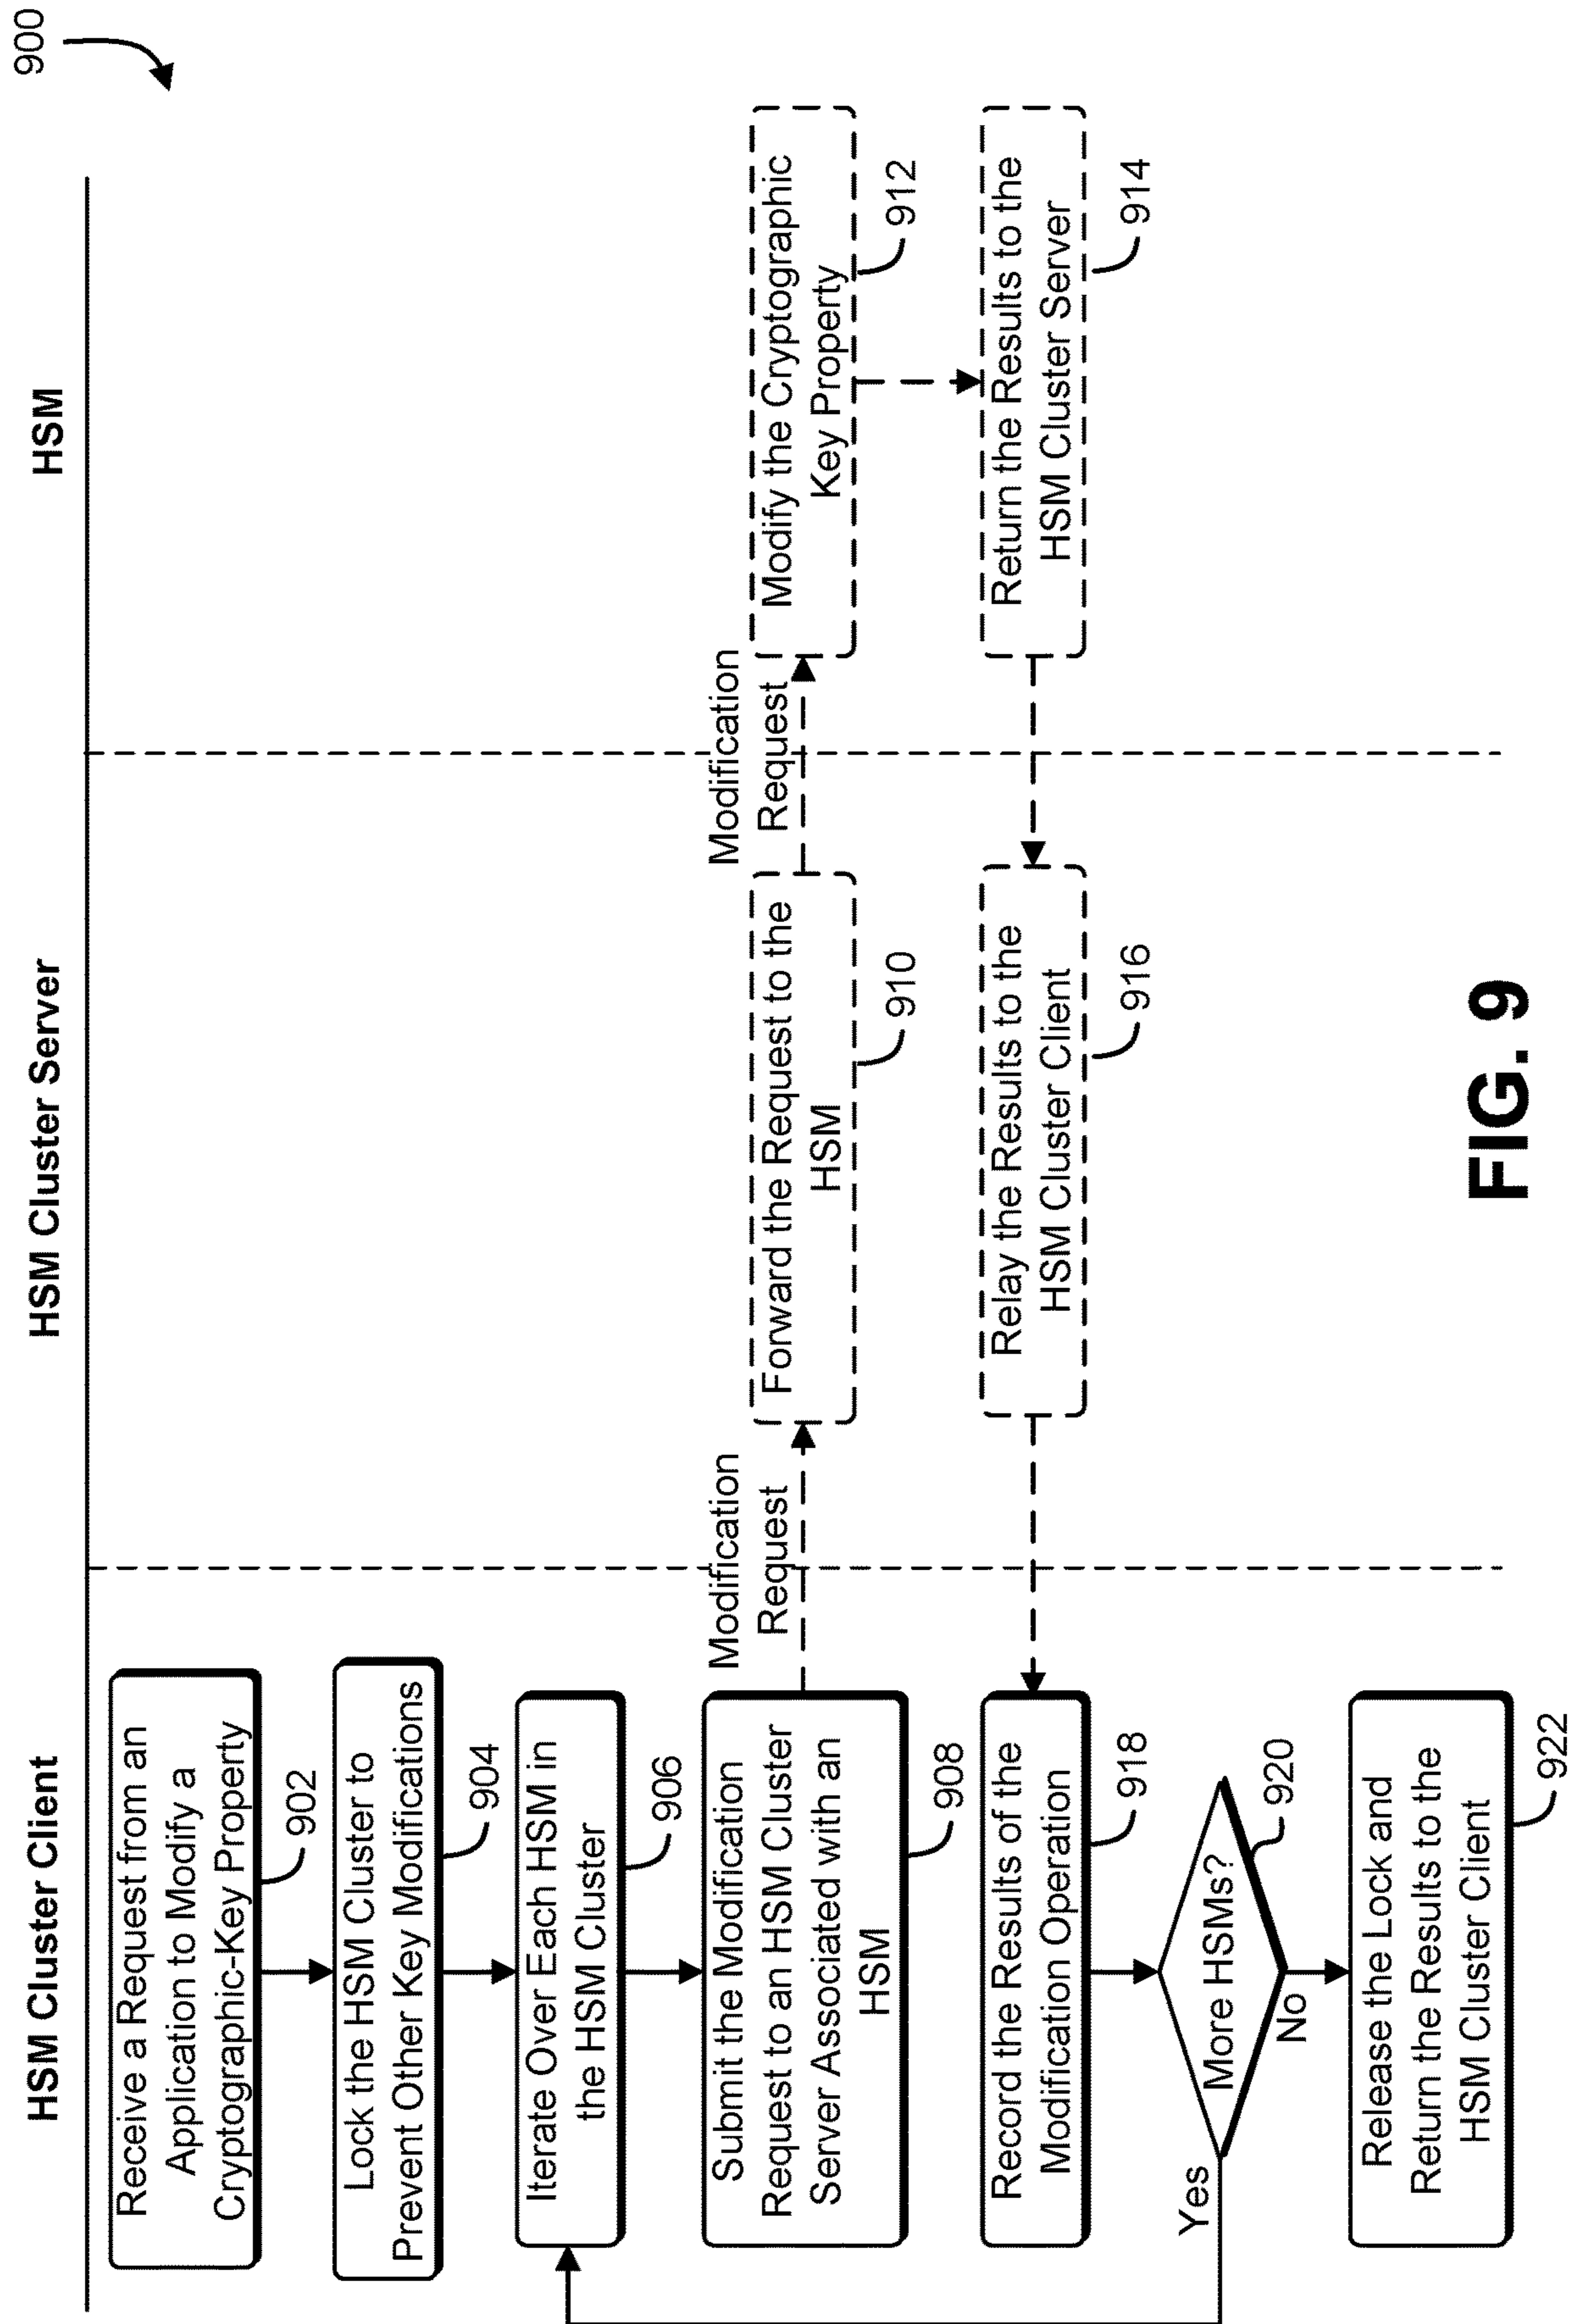 900
HSM Cluster Client
HSM Cluster Server
HSM
Receive a Request from an
Application to Modify a
Cryptographic-Key Property
902
Lock the HSM Cluster to
Prevent Other Key Modifications
904
Iterate Over Each HSM in
the HSM Cluster
906
Submit the Modification
Request to an HSM Cluster
Server Associated with an
HSM
908
Modification
Request
Forward the Request to the
HSM
910
Modification
Request
Modify the Cryptographic
Key Property
912
Return the Results to the
HSM Cluster Server
914
Relay the Results to the
HSM Cluster Client
916
Record the Results of the
Modification Operation
918
More HSMs?
920
Yes
No
Release the Lock and
Return the Results to the
HSM Cluster Client
922
FIG. 9